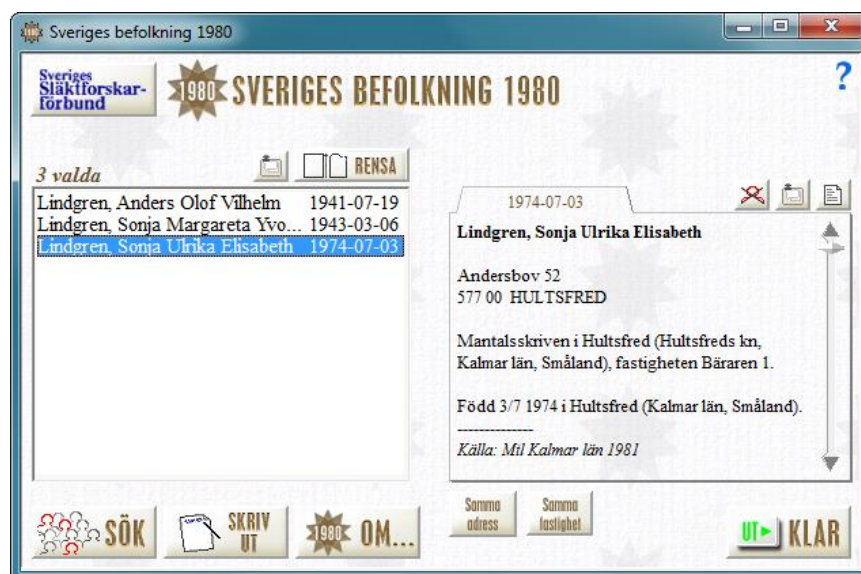 Sveriges befolkning 1980
Sveriges
Släktforskar-
förbund
1980 SVERIGES BEFOLKNING 1980
?
3 valda
RENSA
Lindgren, Anders Olof Vilhelm 1941-07-19
Lindgren, Sonja Margareta Yvo... 1943-03-06
Lindgren, Sonja Ulrika Elisabeth 1974-07-03
1974-07-03
Lindgren, Sonja Ulrika Elisabeth
Andersbov 52
577 00 HULTSFRED
Mantalsskriven i Hultsfred (Hultsfreds kn,
Kalmar län, Småland), fastigheten Bäraren 1.
Född 3/7 1974 i Hultsfred (Kalmar län, Småland).
--------------
Källa: Mil Kalmar län 1981
Samma
adress
Samma
fastighet
SÖK
SKRIV
UT
1980 OM...
UT KLAR